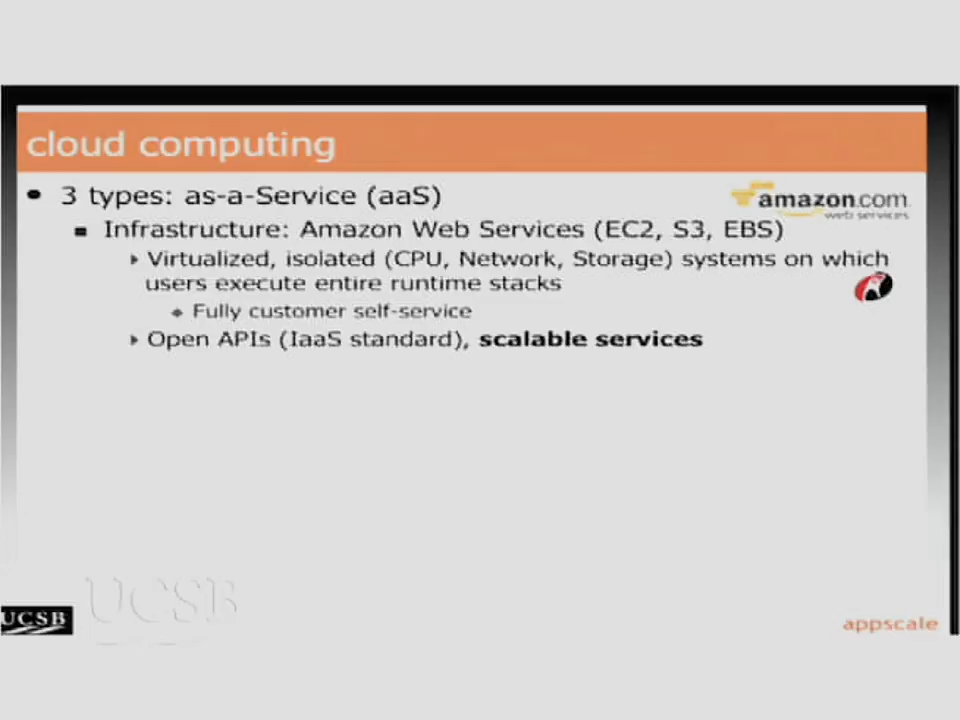 cloud computing
3 types: as-a-Service (aaS)
amazon.com
web services
Infrastructure: Amazon Web Services (EC2, S3, EBS)
Virtualized, isolated (CPU, Network, Storage) systems on which
users execute entire runtime stacks
Fully customer self-service
Open APIs (IaaS standard), scalable services
UCSB
UCSB
appscale